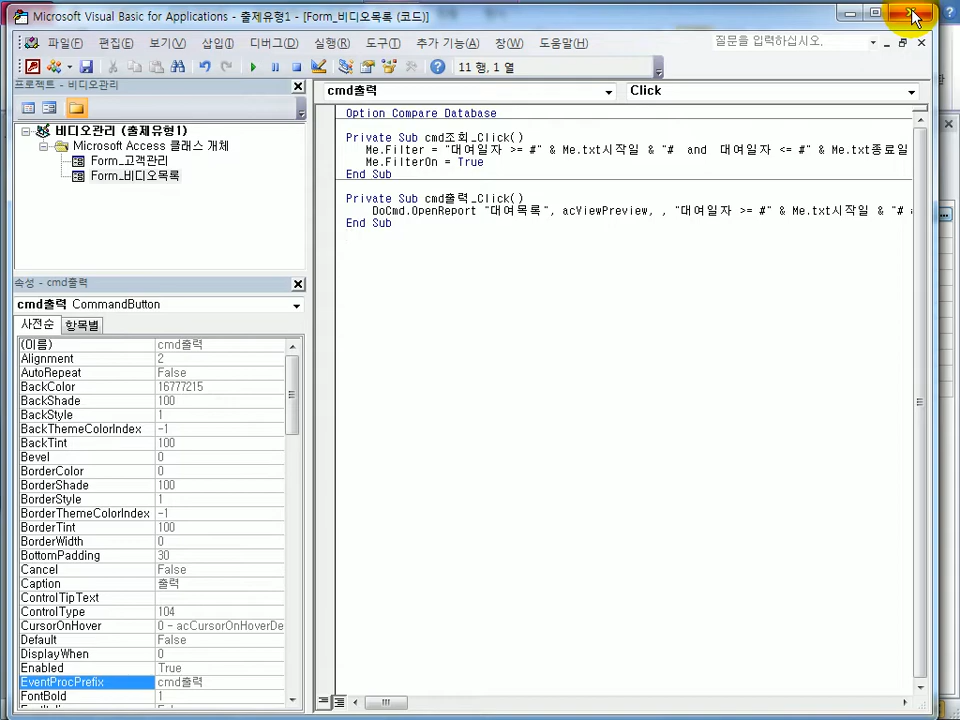 Microsoft Visual Basic for Applications - 출제유형1 - [Form_비디오목록 (코드)]
파일(F) 편집(E) 보기(V) 삽입(I) 디버그(D) 실행(R) 도구(T) 추가 기능(A) 창(W) 도움말(H) 질문을 입력하십시오.
11 행, 1 열
프로젝트 - 비디오관리
비디오관리 (출제유형1)
Microsoft Access 클래스 개체
Form_고객관리
Form_비디오목록
속성 - cmd출력
cmd출력 CommandButton
사전순 항목별
(이름) cmd출력
Alignment 2
AutoRepeat False
BackColor 16777215
BackShade 100
BackStyle 1
BackThemeColorIndex -1
BackTint 100
Bevel 0
BorderColor 0
BorderShade 100
BorderStyle 1
BorderThemeColorIndex -1
BorderTint 100
BorderWidth 0
BottomPadding 30
Cancel False
Caption 출력
ControlTipText
ControlType 104
CursorOnHover 0 - acCursorOnHoverDe
Default False
DisplayWhen 0
Enabled True
EventProcPrefix cmd출력
FontBold 1
cmd출력 Click
Option Compare Database
Private Sub cmd조회_Click()
Me.Filter = "대여일자 >= #" & Me.txt시작일 & "# and 대여일자 <= #" & Me.txt종료일
Me.FilterOn = True
End Sub
Private Sub cmd출력_Click()
DoCmd.OpenReport "대여목록", acViewPreview, , "대여일자 >= #" & Me.txt시작일 & "#
End Sub